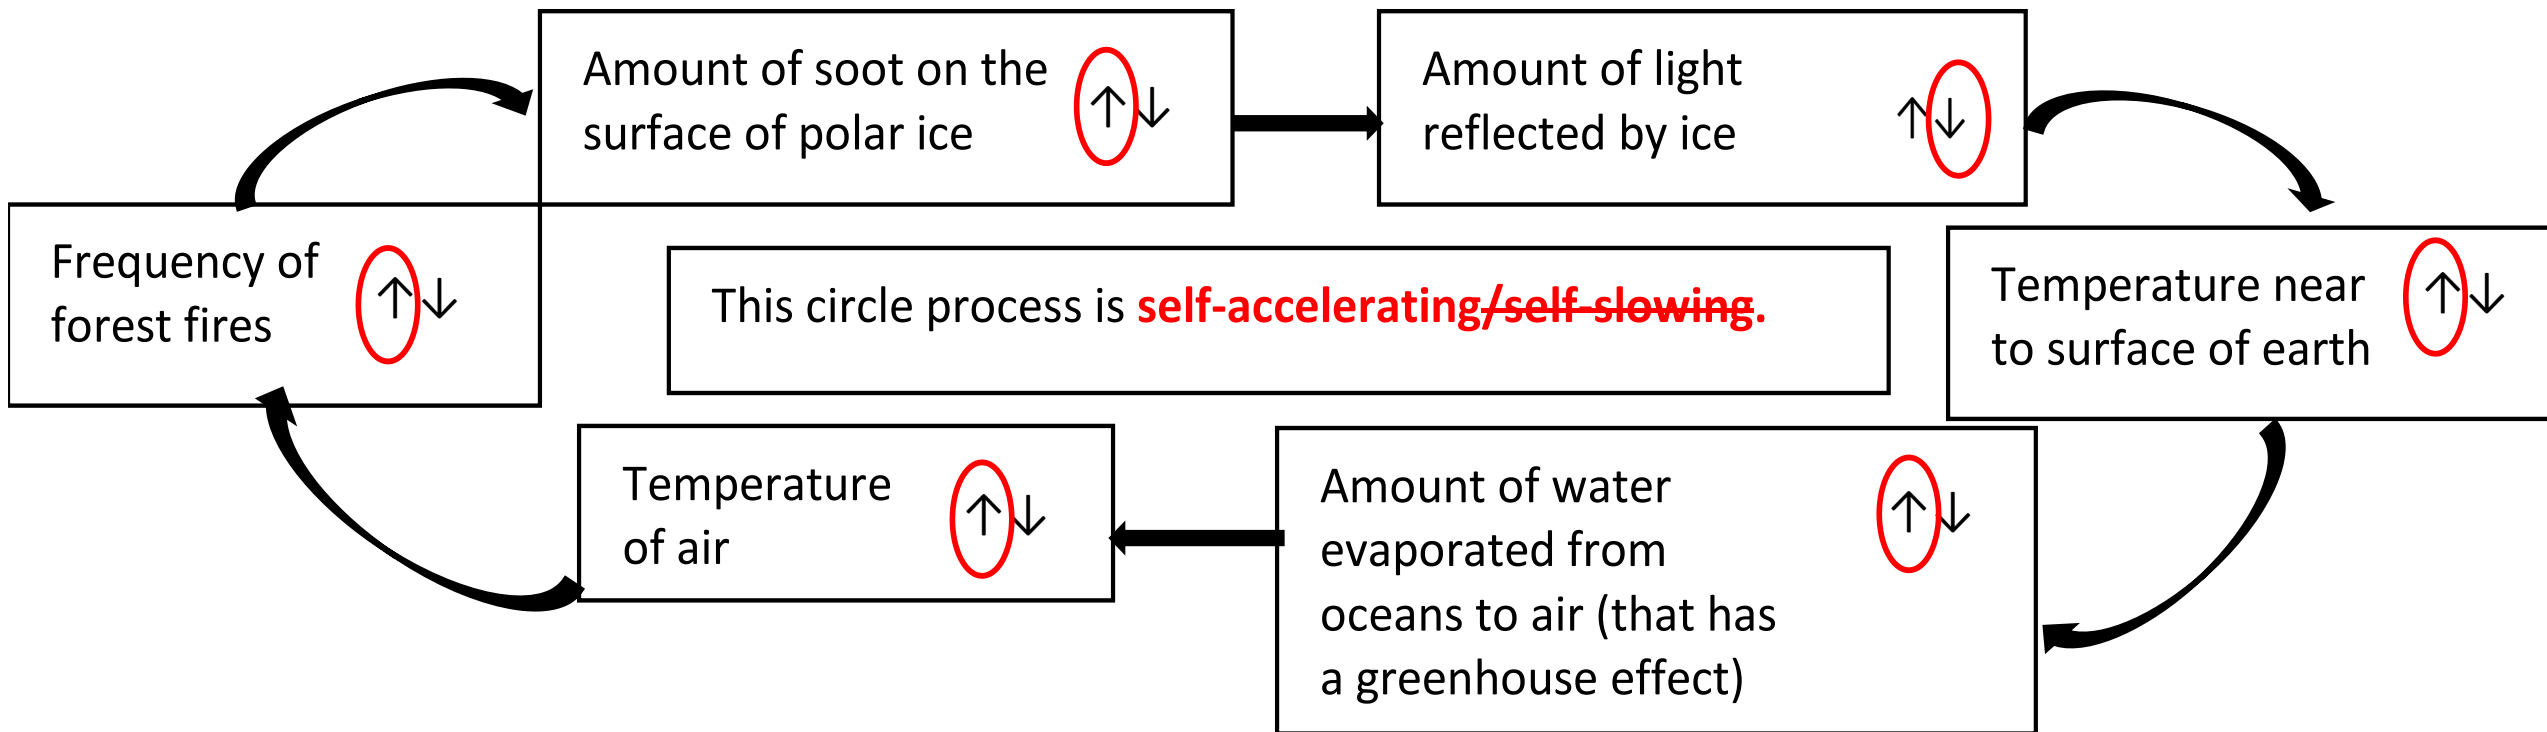 Amount of soot on the
surface of polar ice ↑↓
Amount of light
reflected by ice ↑↓
Frequency of
forest fires ↑↓
This circle process is self-accelerating/self-slowing.
Temperature near
to surface of earth ↑↓
Temperature
of air ↑↓
Amount of water
evaporated from
oceans to air (that has
a greenhouse effect) ↑↓